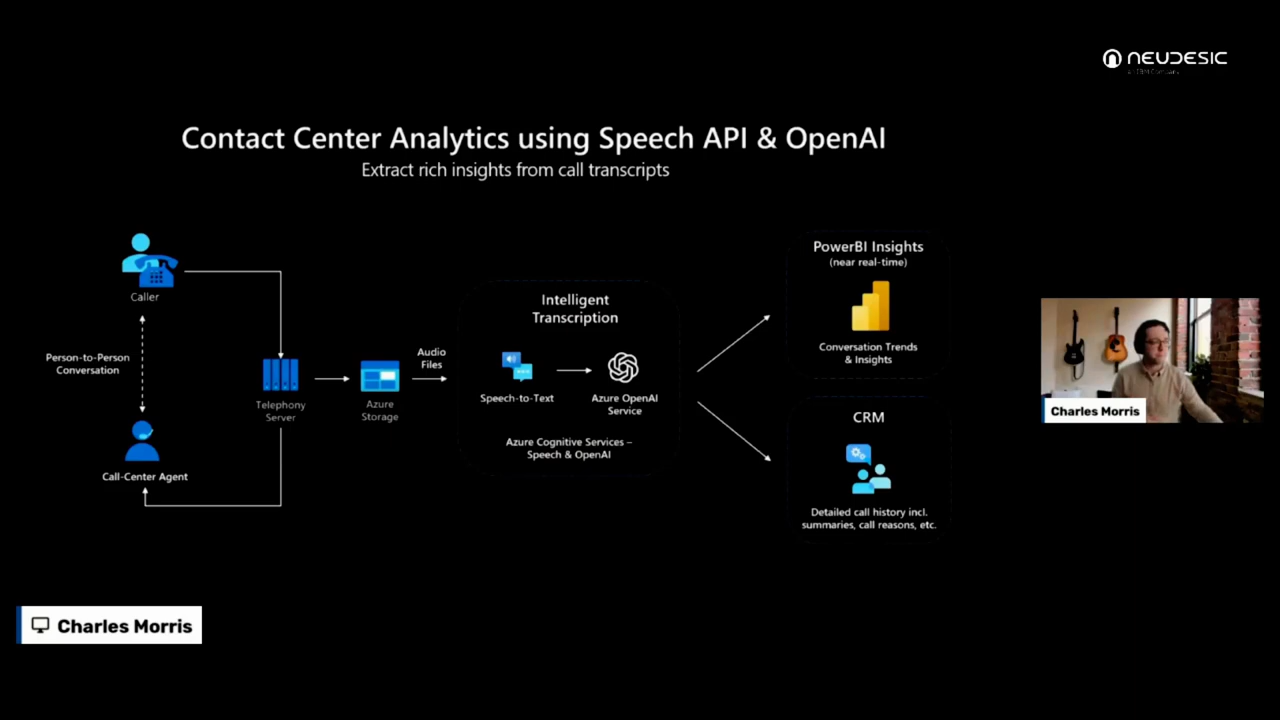 NEUDESIC
an IBM Company
Contact Center Analytics using Speech API & OpenAI
Extract rich insights from call transcripts
Caller
Person-to-Person
Conversation
Call-Center Agent
Telephony
Server
Azure
Storage
Audio
Files
Intelligent
Transcription
Speech-to-Text
Azure OpenAI
Service
Azure Cognitive Services –
Speech & OpenAI
PowerBI Insights
(near real-time)
Conversation Trends
& Insights
CRM
Detailed call history incl.
summaries, call reasons, etc.
Charles Morris
Charles Morris